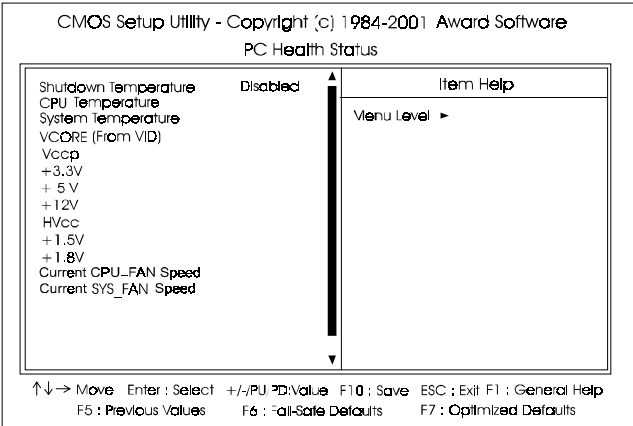 CMOS Setup Utility - Copyright (c) 1984-2001 Award Software
PC Health Status
Shutdown Temperature Disabled
CPU Temperature
System Temperature
VCORE (From VID)
Vccp
+3.3V
+ 5 V
+12V
HVcc
+1.5V
+1.8V
Current CPU_FAN Speed
Current SYS_FAN Speed
Item Help
Menu Level ►
↑↓→ Move Enter : Select +/-/PU/PD:Value F10 : Save ESC : Exit F1 : General Help
F5 : Previous Values F6 : Fail-Safe Defaults F7 : Optimized Defaults